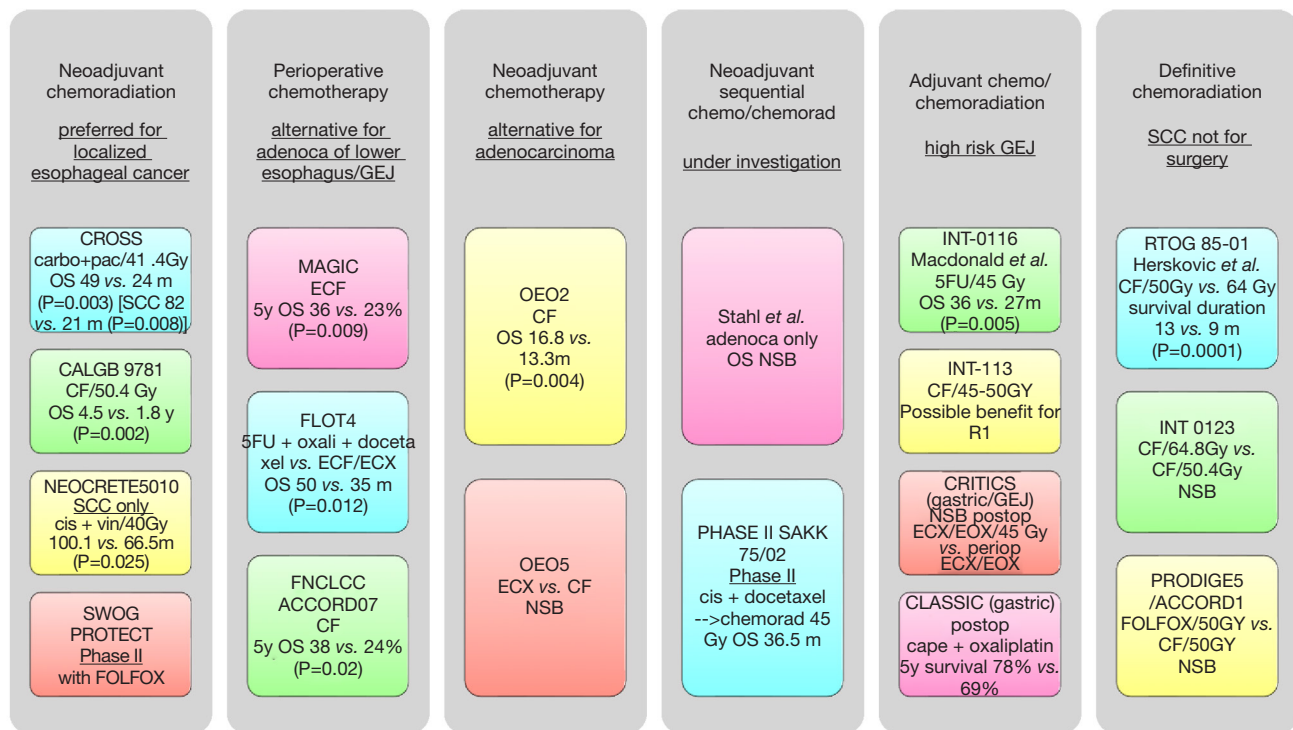 Neoadjuvant
chemoradiation
preferred for
localized
esophageal cancer
CROSS
carbo+pac/41 .4Gy
OS 49 vs. 24 m
(P=0.003) [SCC 82
vs. 21 m (P=0.008)]
CALGB 9781
CF/50.4 Gy
OS 4.5 vs. 1.8 y
(P=0.002)
NEOCRETE5010
SCC only
cis + vin/40Gy
100.1 vs. 66.5m
(P=0.025)
SWOG
PROTECT
Phase II
with FOLFOX
Perioperative
chemotherapy
alternative for
adenoca of lower
esophagus/GEJ
MAGIC
ECF
5y OS 36 vs. 23%
(P=0.009)
FLOT4
5FU + oxali + doceta
xel vs. ECF/ECX
OS 50 vs. 35 m
(P=0.012)
FNCLCC
ACCORD07
CF
5y OS 38 vs. 24%
(P=0.02)
Neoadjuvant
chemotherapy
alternative for
adenocarcinoma
OEO2
CF
OS 16.8 vs.
13.3m
(P=0.004)
OEO5
ECX vs. CF
NSB
Neoadjuvant
sequential
chemo/chemorad
under investigation
Stahl et al.
adenoca only
OS NSB
PHASE II SAKK
75/02
Phase II
cis + docetaxel
-->chemorad 45
Gy OS 36.5 m
Adjuvant chemo/
chemoradiation
high risk GEJ
INT-0116
Macdonald et al.
5FU/45 Gy
OS 36 vs. 27m
(P=0.005)
INT-113
CF/45-50GY
Possible benefit for
R1
CRITICS
(gastric/GEJ)
NSB postop
ECX/EOX/45 Gy
vs. periop
ECX/EOX
CLASSIC (gastric)
postop
cape + oxaliplatin
5y survival 78% vs.
69%
Definitive
chemoradiation
SCC not for
surgery
RTOG 85-01
Herskovic et al.
CF/50Gy vs. 64 Gy
survival duration
13 vs. 9 m
(P=0.0001)
INT 0123
CF/64.8Gy vs.
CF/50.4Gy
NSB
PRODIGE5
/ACCORD1
FOLFOX/50GY vs.
CF/50GY
NSB